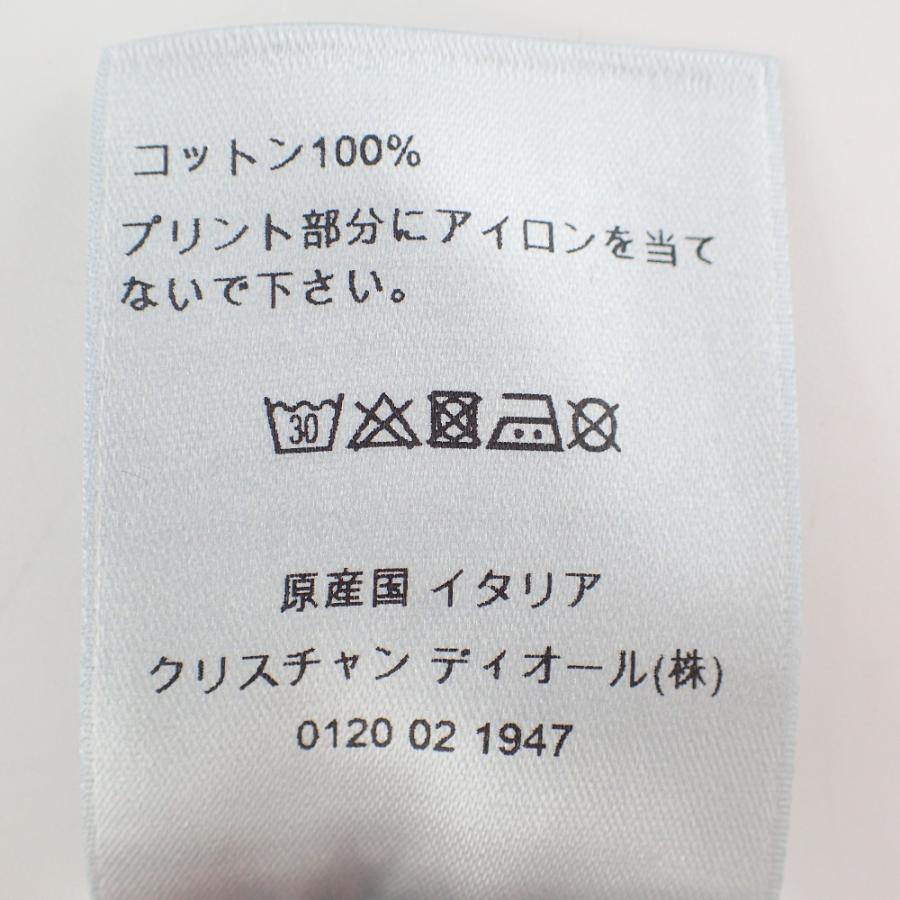 コットン100%
プリント部分にアイロンを当て
ないで下さい。
30
原産国 イタリア
クリスチャン ディオール(株)
0120 02 1947